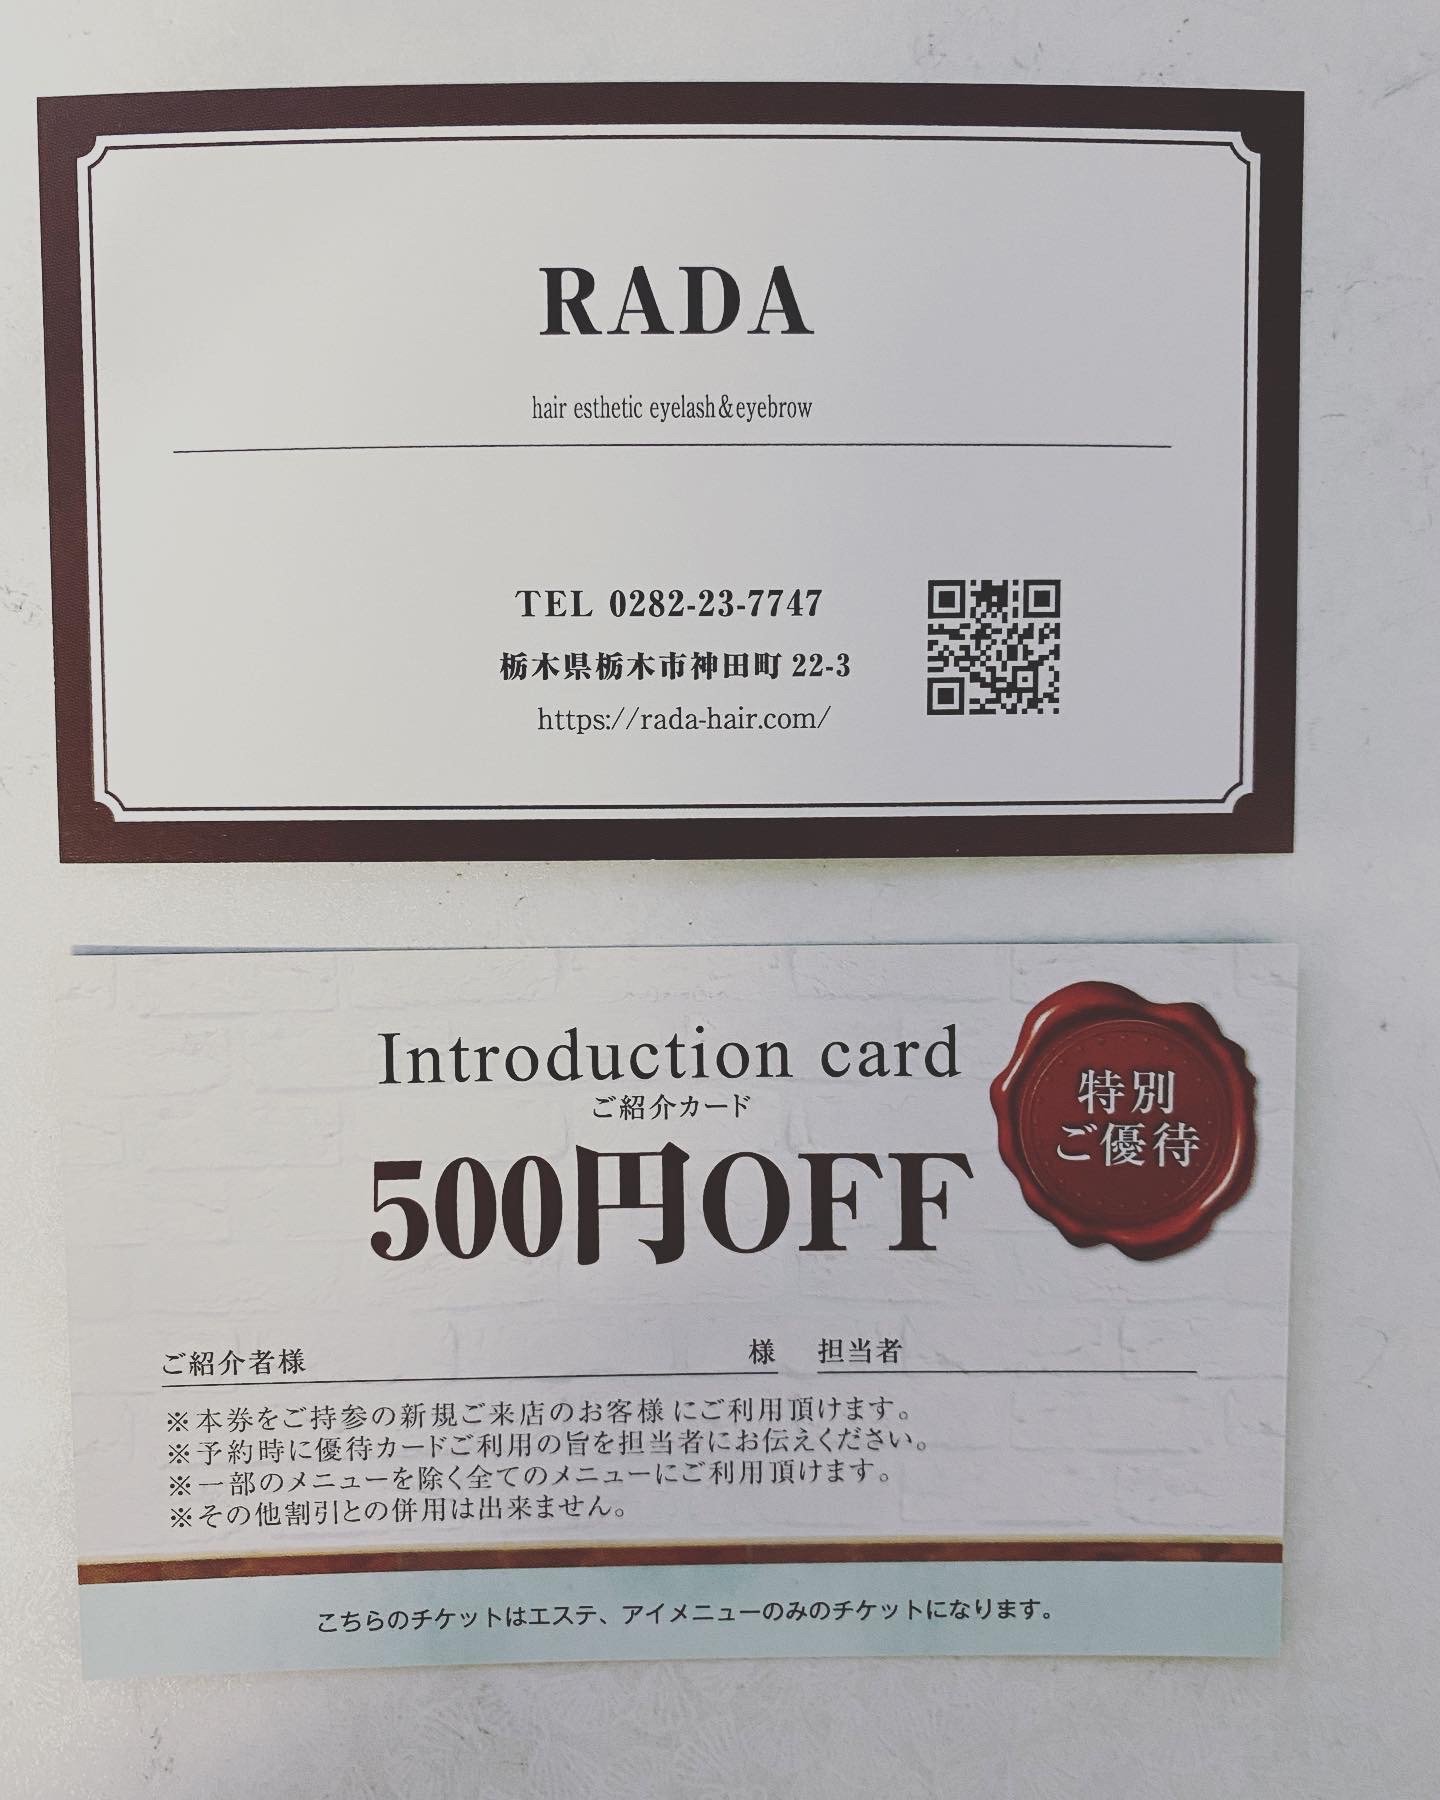 RADA
hair esthetic eyelash&eyebrow
TEL 0282-23-7747
栃木県栃木市神田町 22-3
https://rada-hair.com/
Introduction card
ご紹介カード
特別
ご優待
500円OFF
ご紹介者様 様 担当者
※本券をご持参の新規ご来店のお客様にご利用頂けます。
※予約時に優待カードご利用の旨を担当者にお伝えください。
※一部のメニューを除く全てのメニューにご利用頂けます。
※その他割引との併用は出来ません。
こちらのチケットはエステ、アイメニューのみのチケットになります。